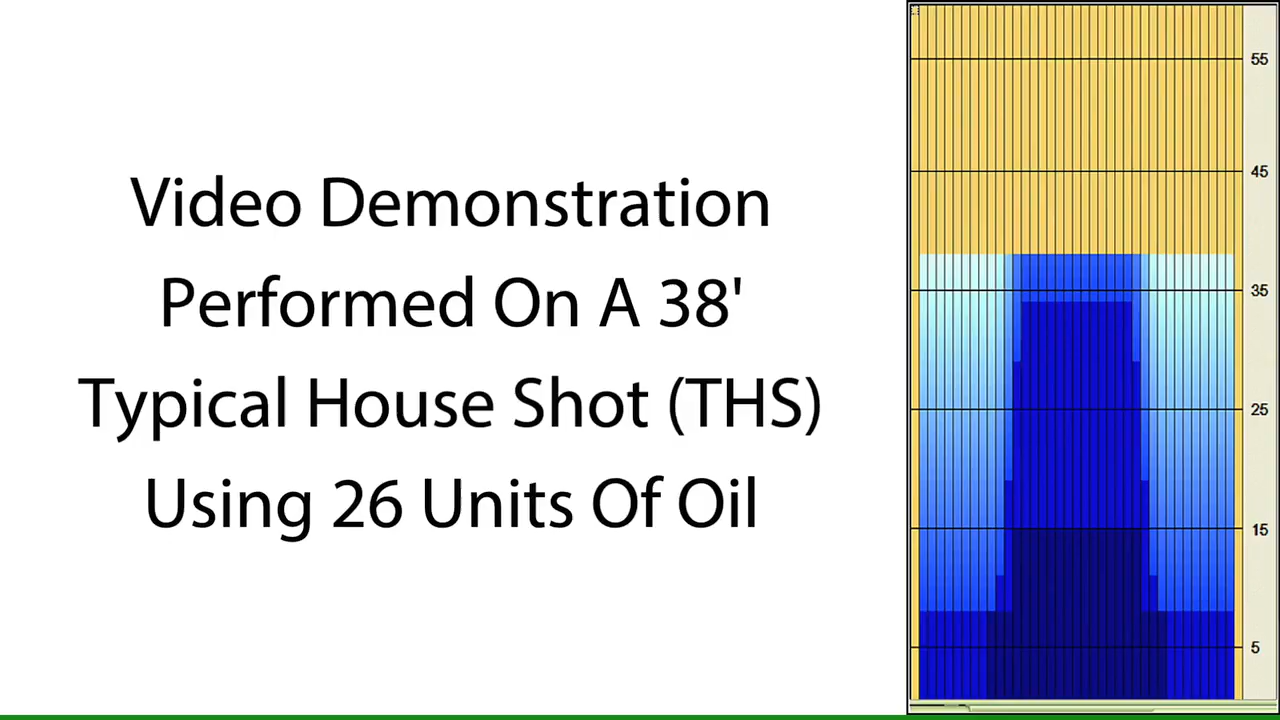 Video Demonstration
Performed On A 38'
Typical House Shot (THS)
Using 26 Units Of Oil
55
45
35
25
15
5